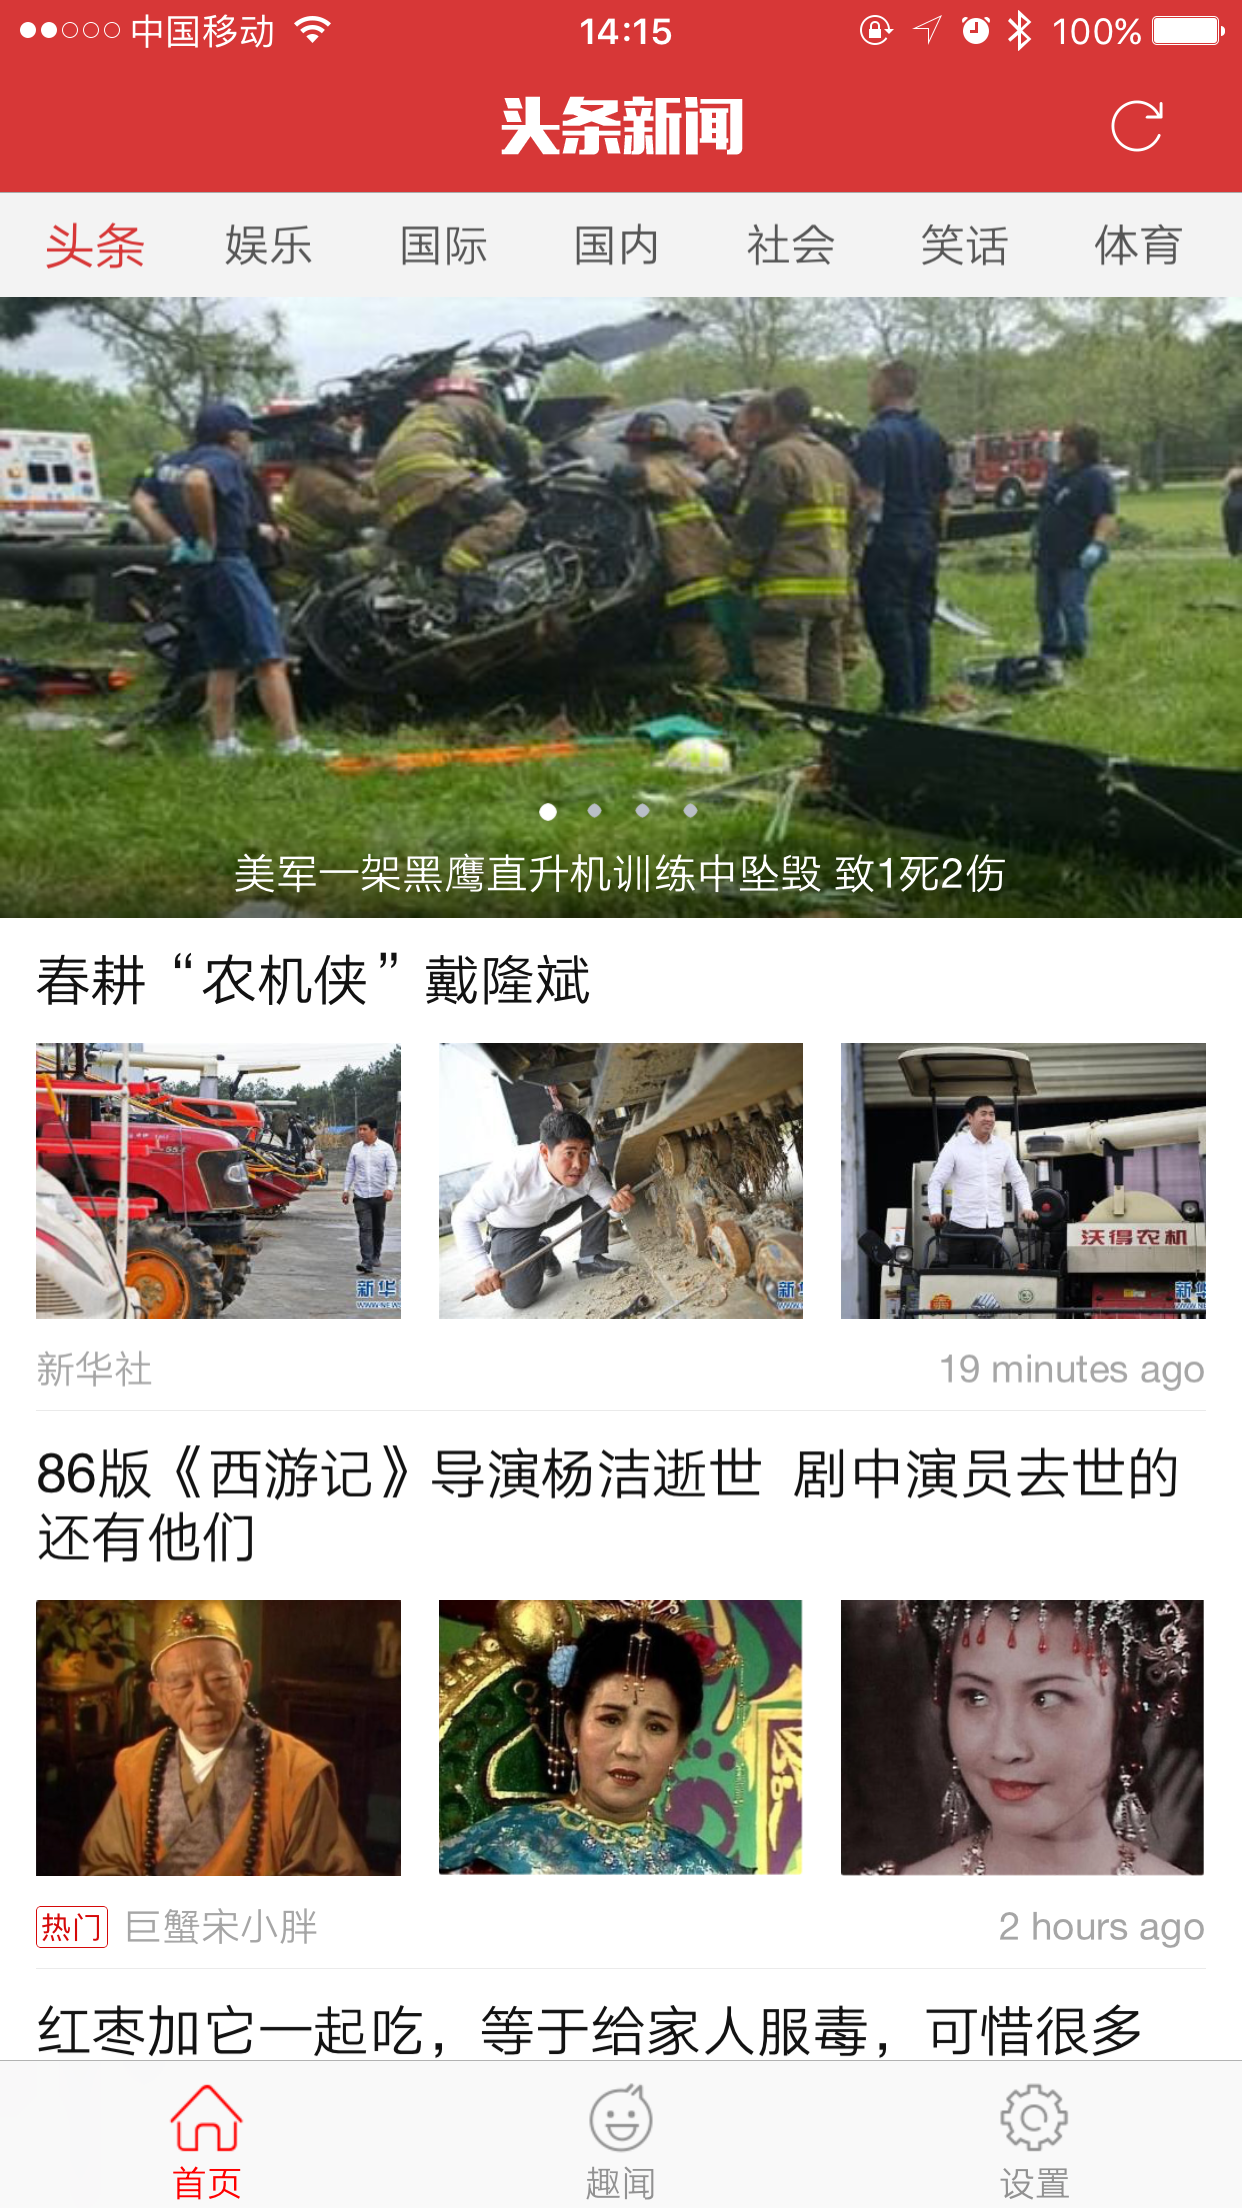 中国移动
14:15
100%
头条新闻
头条 娱乐 国际 国内 社会 笑话 体育
美军一架黑鹰直升机训练中坠毁 致1死2伤
春耕“农机侠”戴隆斌
新华
新华
沃得农机
新
新华社
19 minutes ago
86版《西游记》导演杨洁逝世 剧中演员去世的
还有他们
热门 巨蟹宋小胖
2 hours ago
红枣加它一起吃，等于给家人服毒，可惜很多
首页 趣闻 设置